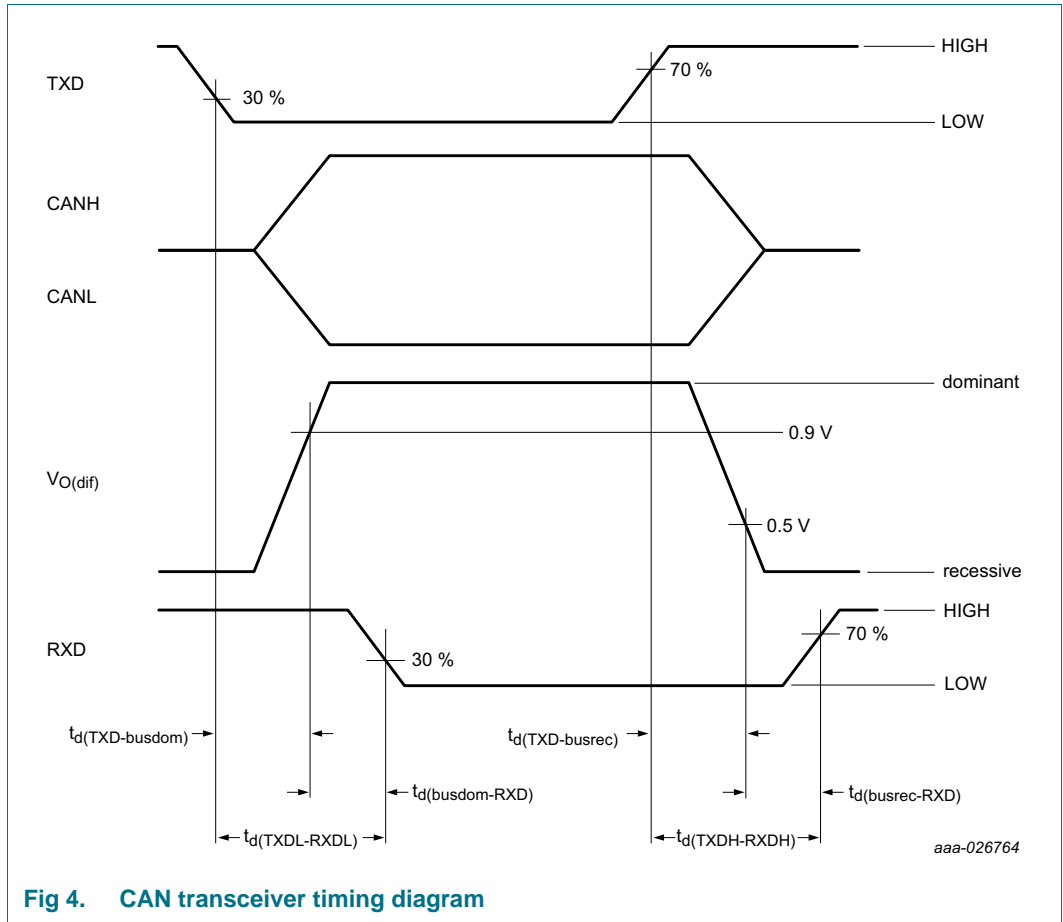 HIGH
TXD
70 %
30 %
LOW
CANH
CANL
dominant
0.9 V
VO(dif)
0.5 V
recessive
HIGH
RXD
70 %
30 %
LOW
td(TXD-busdom)
td(TXD-busrec)
td(busdom-RXD)
td(busrec-RXD)
td(TXDL-RXDL)
td(TXDH-RXDH)
aaa-026764
Fig 4. CAN transceiver timing diagram